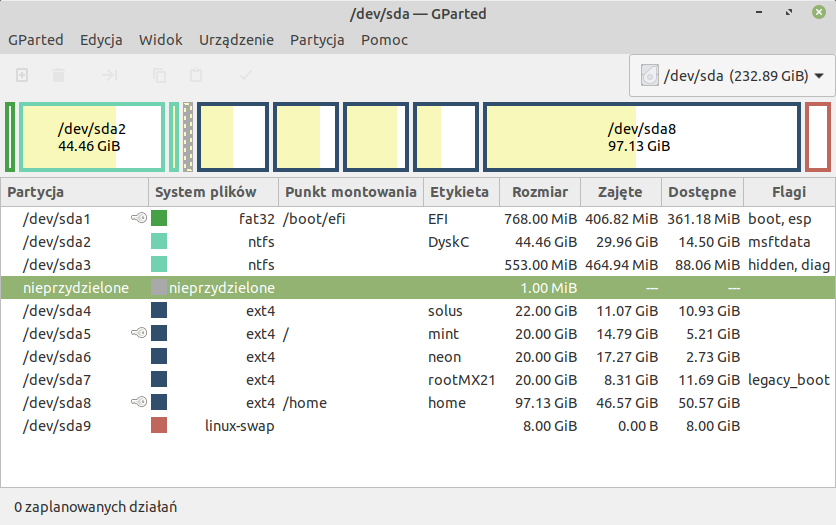 /dev/sda — GParted
GParted Edycja Widok Urządzenie Partycja Pomoc
/dev/sda (232.89 GiB)
/dev/sda2
44.46 GiB
/dev/sda8
97.13 GiB
Partycja System plików Punkt montowania Etykieta Rozmiar Zajęte Dostępne Flagi
/dev/sda1 fat32 /boot/efi EFI 768.00 MiB 406.82 MiB 361.18 MiB boot, esp
/dev/sda2 ntfs DyskC 44.46 GiB 29.96 GiB 14.50 GiB msftdata
/dev/sda3 ntfs 553.00 MiB 464.94 MiB 88.06 MiB hidden, diag
nieprzydzielone nieprzydzielone 1.00 MiB --- ---
/dev/sda4 ext4 solus 22.00 GiB 11.07 GiB 10.93 GiB
/dev/sda5 ext4 / mint 20.00 GiB 14.79 GiB 5.21 GiB
/dev/sda6 ext4 neon 20.00 GiB 17.27 GiB 2.73 GiB
/dev/sda7 ext4 rootMX21 20.00 GiB 8.31 GiB 11.69 GiB legacy_boot
/dev/sda8 ext4 /home home 97.13 GiB 46.57 GiB 50.57 GiB
/dev/sda9 linux-swap 8.00 GiB 0.00 B 8.00 GiB
0 zaplanowanych działań